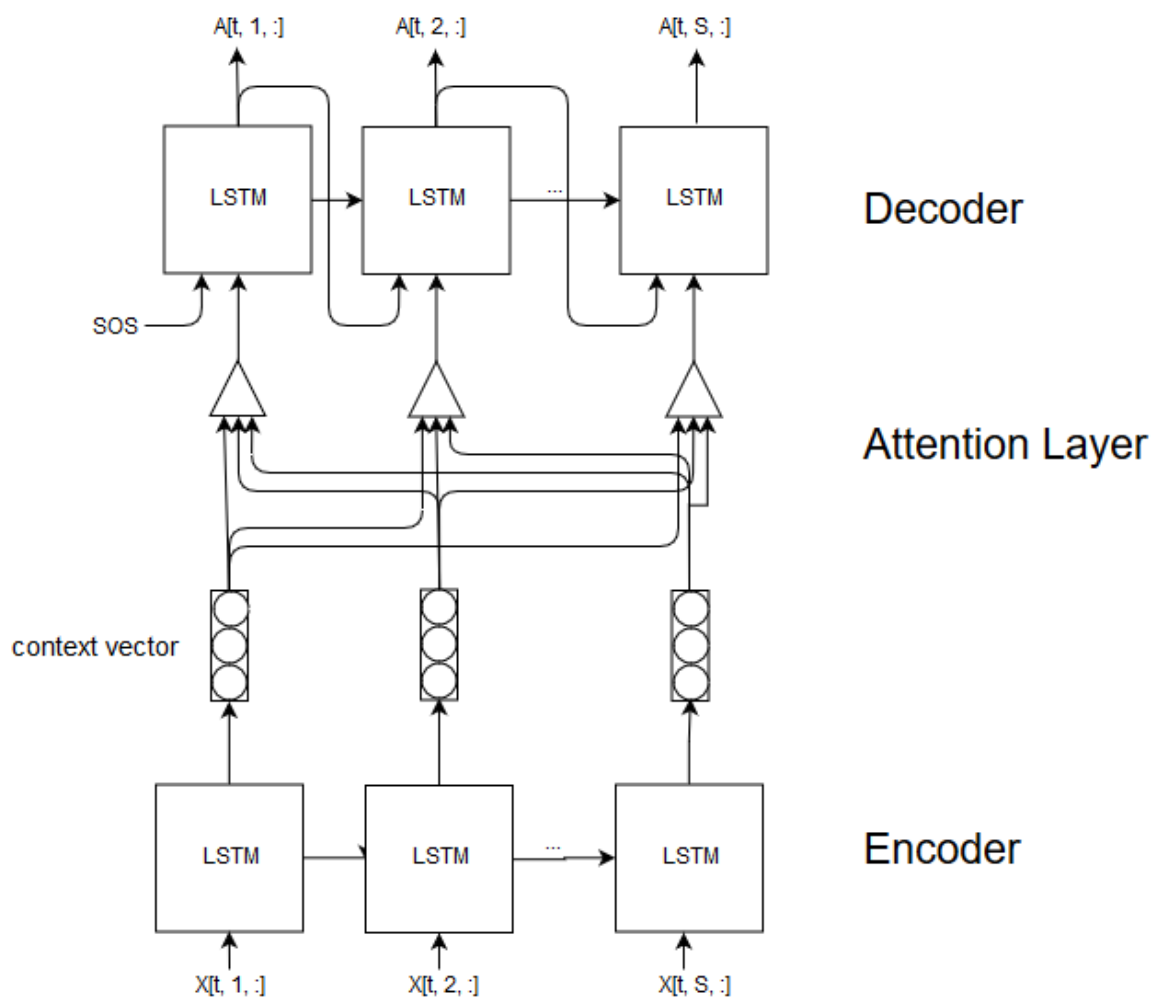 A[t, 1, :] A[t, 2, :] A[t, S, :]
LSTM LSTM ... LSTM
Decoder
SOS
Attention Layer
context vector
LSTM LSTM ... LSTM
Encoder
X[t, 1, :] X[t, 2, :] X[t, S, :]